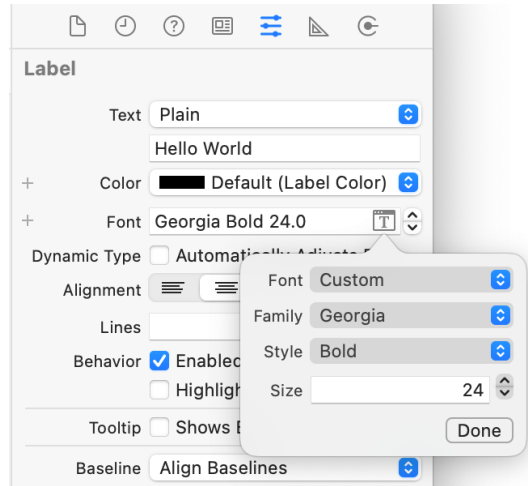 Label
Text Plain
Hello World
+ Color Default (Label Color)
+ Font Georgia Bold 24.0 T
Dynamic Type Automatically
Font Custom
Alignment
Family Georgia
Lines
Style Bold
Behavior Enabled
Size 24
Done
Tooltip Shows
Baseline Align Baselines